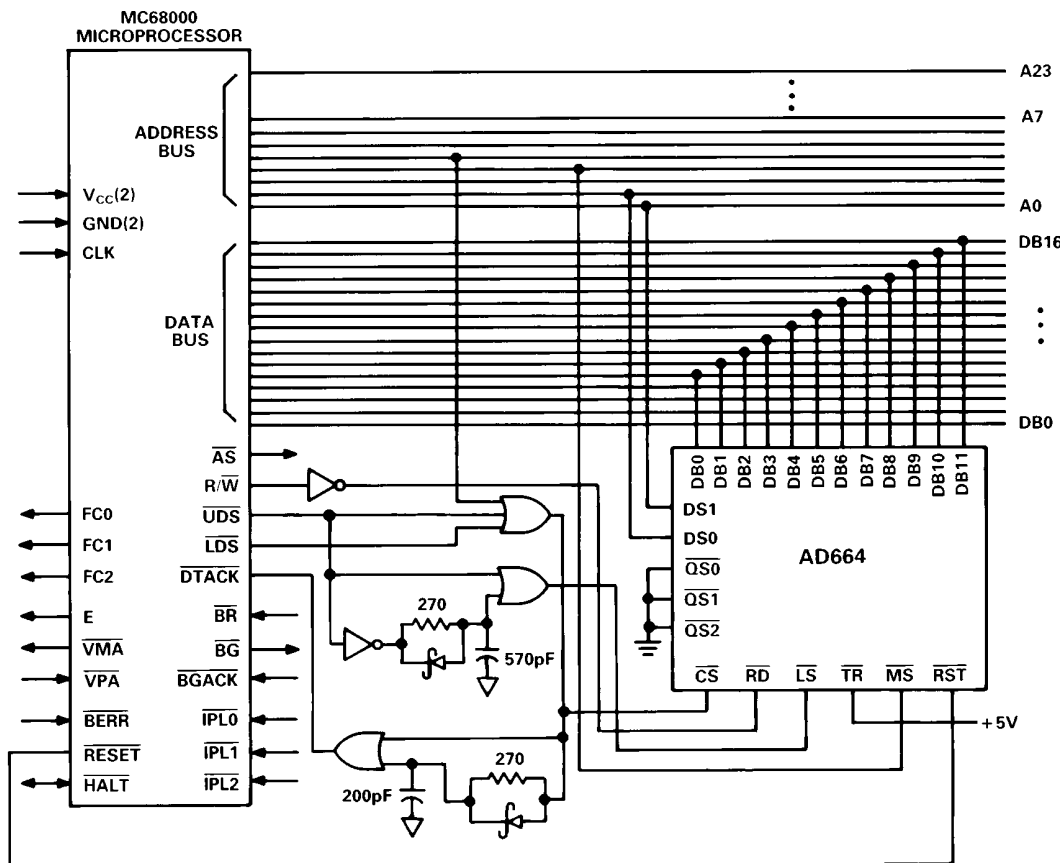 MC68000
MICROPROCESSOR
A23
A7
ADDRESS
BUS
VCC(2)
GND(2)
CLK
A0
DB16
DATA
BUS
DB0
AS
R/W
UDS
LDS
DTACK
BR
BG
BGACK
IPL0
IPL1
IPL2
FC0
FC1
FC2
E
VMA
VPA
BERR
RESET
HALT
270
570pF
200pF
270
DB0
DB1
DB2
DB3
DB4
DB5
DB6
DB7
DB8
DB9
DB10
DB11
DS1
DS0
QS0
QS1
QS2
AD664
CS
RD
LS
TR
MS
RST
+5V